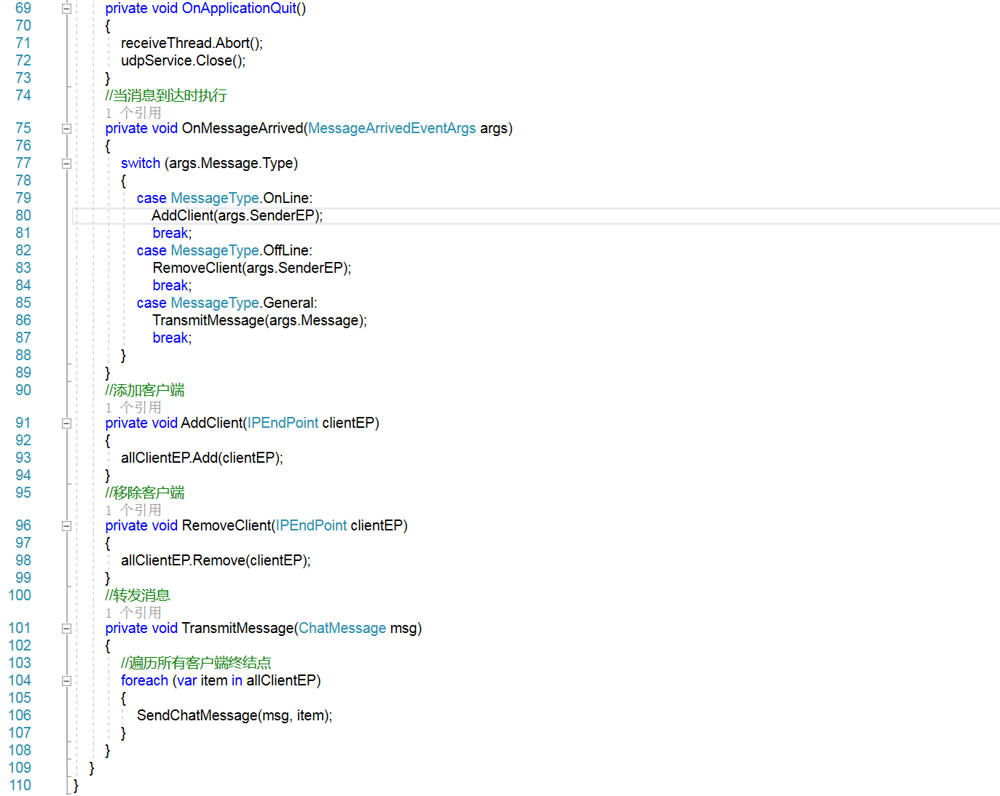 69 private void OnApplicationQuit()
70 {
71 receiveThread.Abort();
72 udpService.Close();
73 }
74 //当消息到达时执行
1 个引用
75 private void OnMessageArrived(MessageArrivedEventArgs args)
76 {
77 switch (args.Message.Type)
78 {
79 case MessageType.OnLine:
80 AddClient(args.SenderEP);
81 break;
82 case MessageType.OffLine:
83 RemoveClient(args.SenderEP);
84 break;
85 case MessageType.General:
86 TransmitMessage(args.Message);
87 break;
88 }
89 }
90 //添加客户端
1 个引用
91 private void AddClient(IPEndPoint clientEP)
92 {
93 allClientEP.Add(clientEP);
94 }
95 //移除客户端
1 个引用
96 private void RemoveClient(IPEndPoint clientEP)
97 {
98 allClientEP.Remove(clientEP);
99 }
100 //转发消息
1 个引用
101 private void TransmitMessage(ChatMessage msg)
102 {
103 //遍历所有客户端终结点
104 foreach (var item in allClientEP)
105 {
106 SendChatMessage(msg, item);
107 }
108 }
109 }
110 }